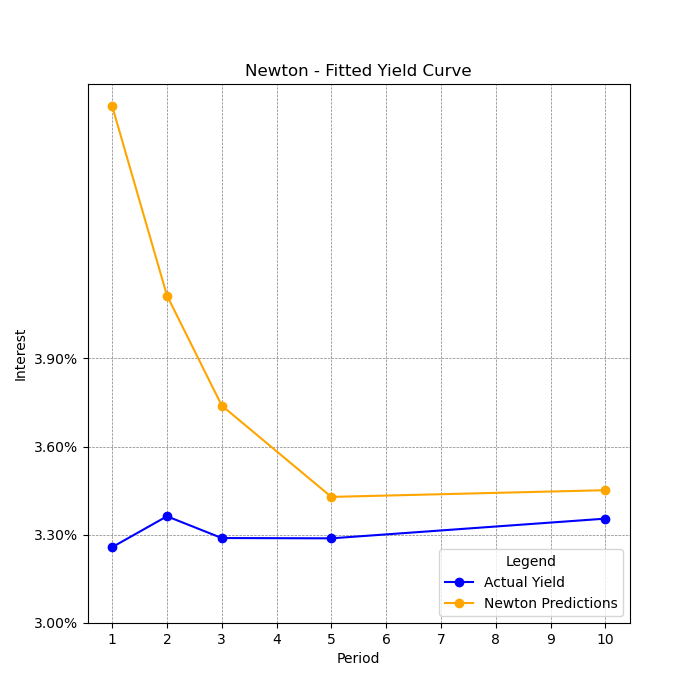 Newton - Fitted Yield Curve
Interest
3.90%
3.60%
3.30%
3.00%
1 2 3 4 5 6 7 8 9 10
Period
Legend
Actual Yield
Newton Predictions